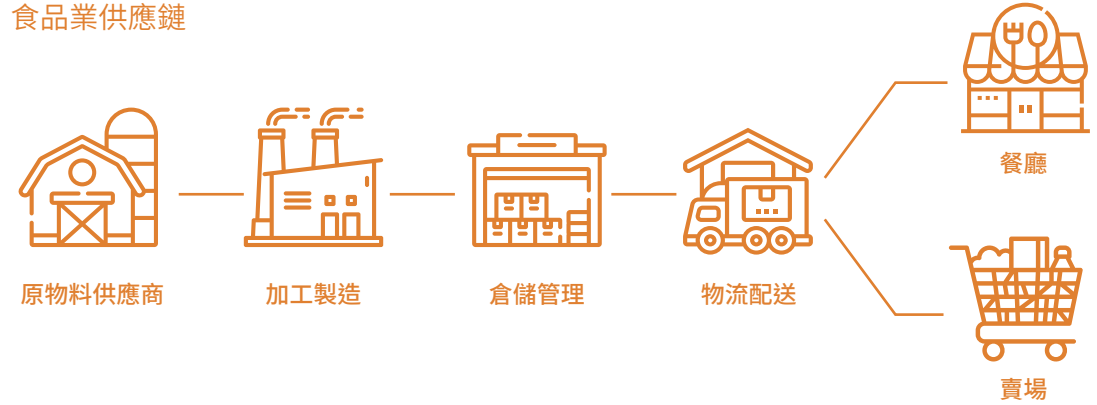 食品業供應鏈
原物料供應商
加工製造
倉儲管理
物流配送
餐廳
賣場